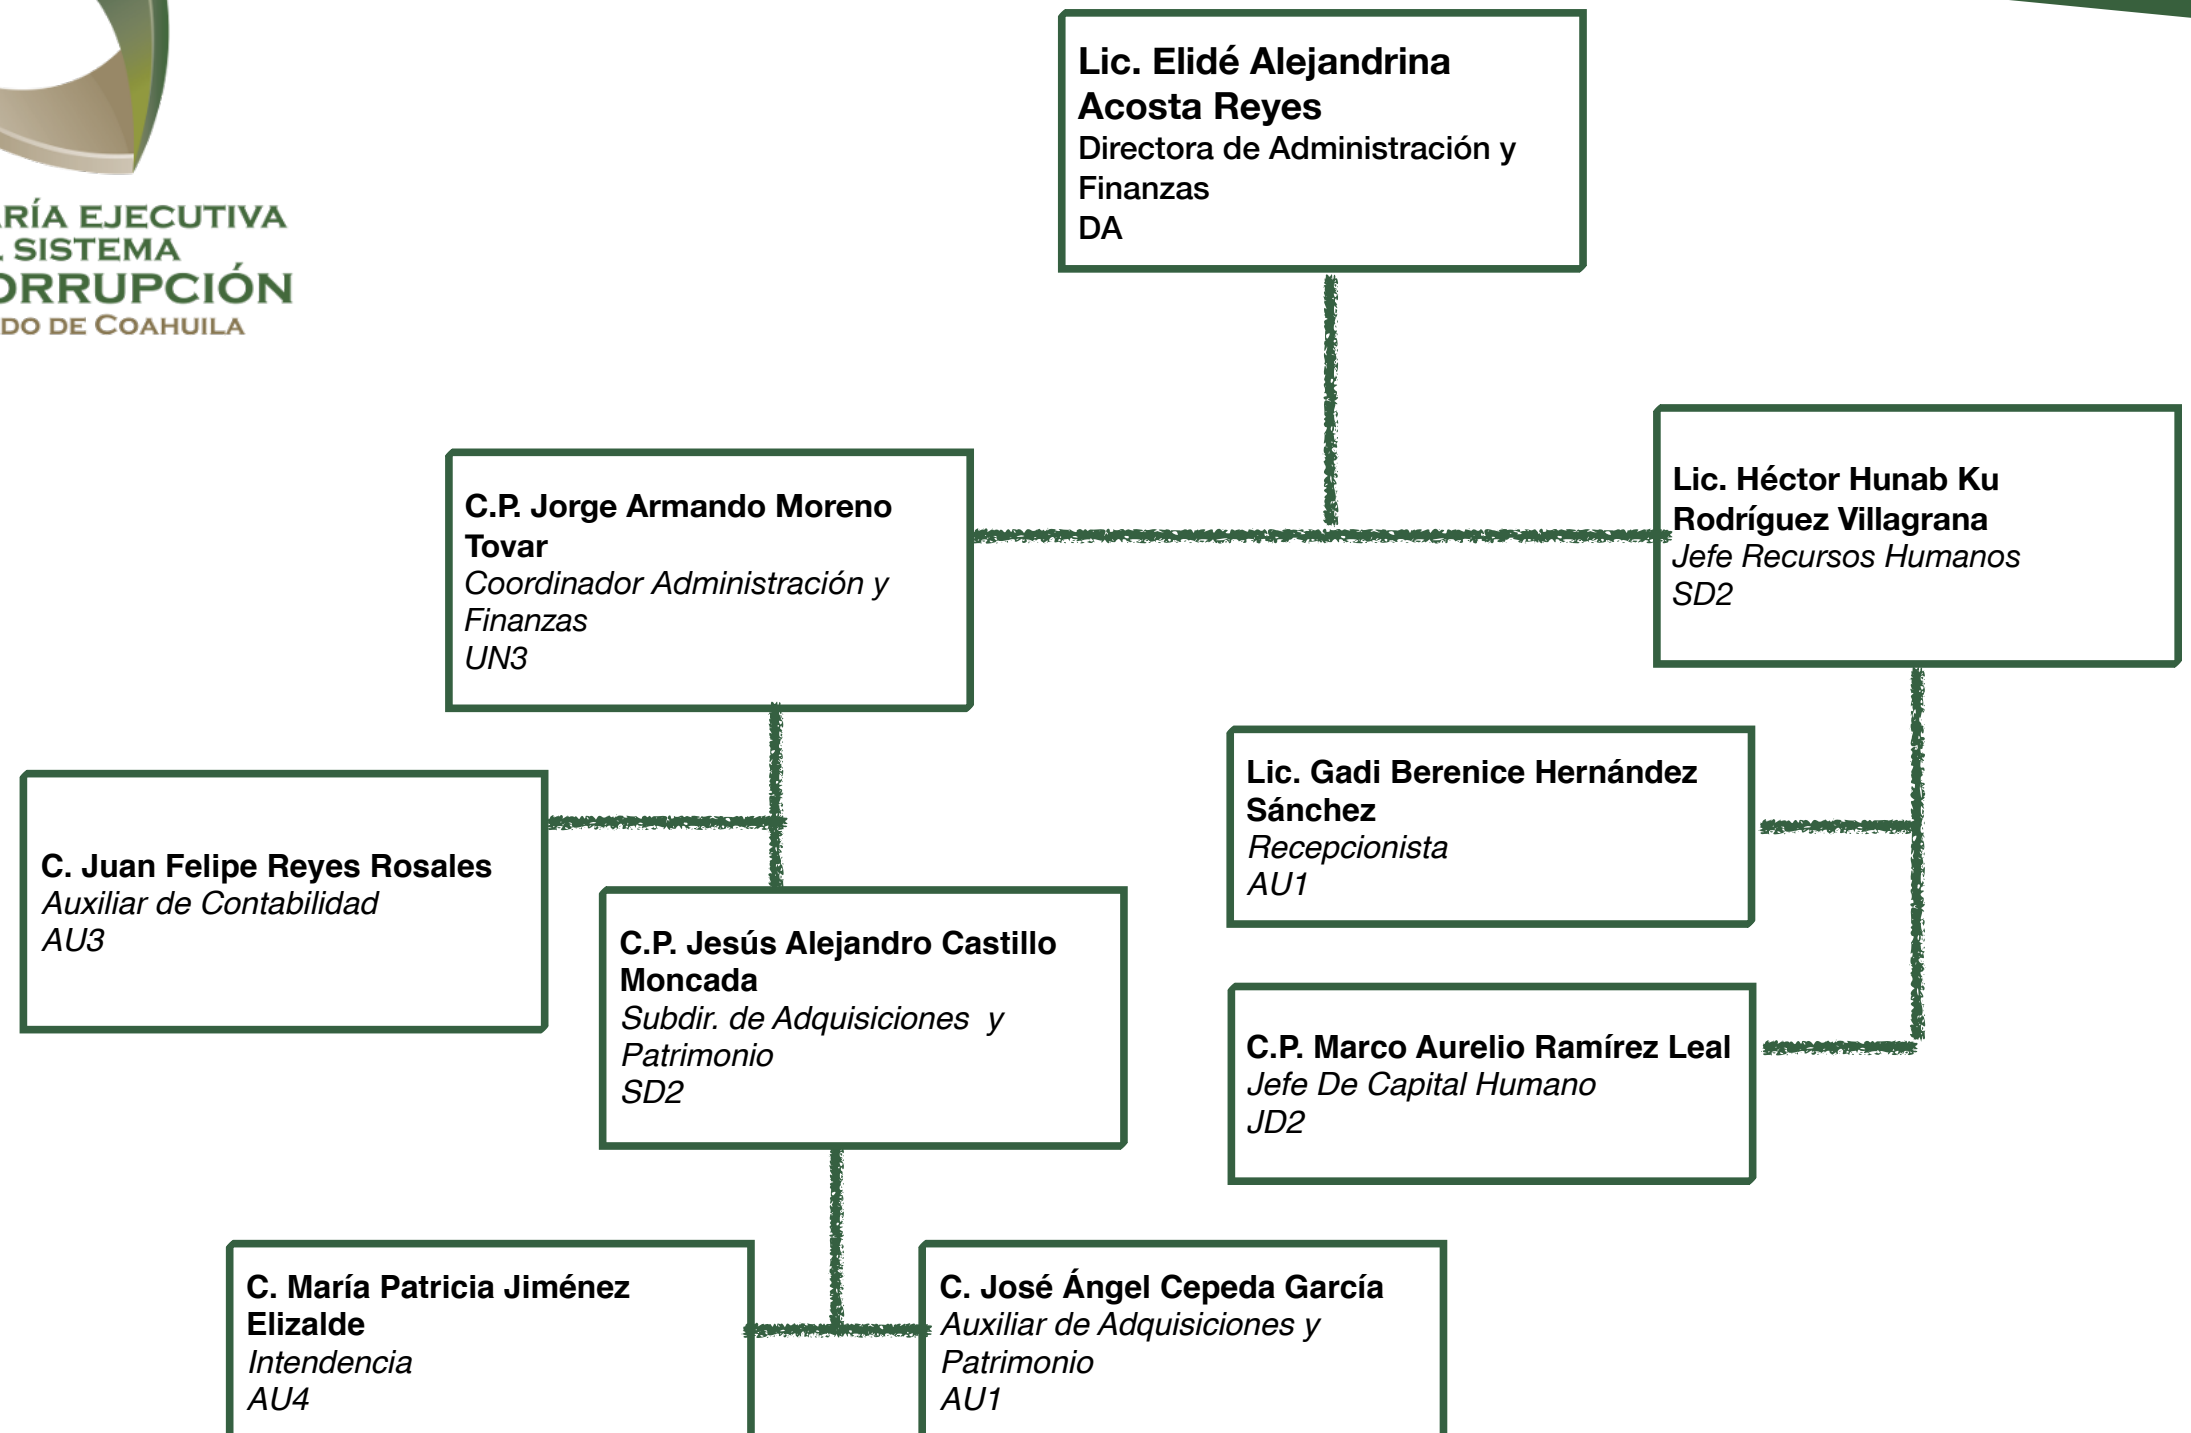 RÍA EJECUTIVA
SISTEMA
ORRUPCIÓN
DO DE COAHUILA
Lic. Elidé Alejandrina
Acosta Reyes
Directora de Administración y
Finanzas
DA
C.P. Jorge Armando Moreno
Tovar
Coordinador Administración y
Finanzas
UN3
Lic. Héctor Hunab Ku
Rodríguez Villagrana
Jefe Recursos Humanos
SD2
C. Juan Felipe Reyes Rosales
Auxiliar de Contabilidad
AU3
C.P. Jesús Alejandro Castillo
Moncada
Subdir. de Adquisiciones y
Patrimonio
SD2
Lic. Gadi Berenice Hernández
Sánchez
Recepcionista
AU1
C.P. Marco Aurelio Ramírez Leal
Jefe De Capital Humano
JD2
C. María Patricia Jiménez
Elizalde
Intendencia
AU4
C. José Ángel Cepeda García
Auxiliar de Adquisiciones y
Patrimonio
AU1